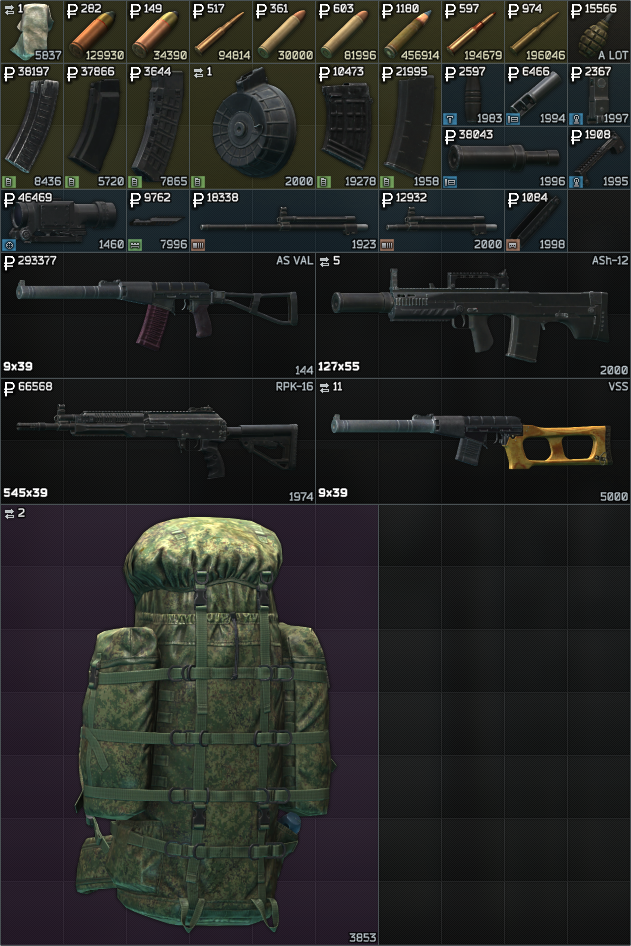 1 ₽ 282 ₽ 149 ₽ 517 ₽ 361 ₽ 603 ₽ 1180 ₽ 597 ₽ 974 ₽ 15566
5837 129930 34390 94814 30000 81996 456914 194679 196046 A LOT
₽ 38197 ₽ 37866 ₽ 3644 1 ₽ 10473 ₽ 21995 ₽ 2597 ₽ 6466 ₽ 2367
1983 1994 1997
₽ 38043 ₽ 1908
8436 5720 7865 2000 19278 1958 1996 1995
₽ 46469 ₽ 9762 ₽ 18338 ₽ 12932 ₽ 1084
1460 7996 1923 2000 1998
₽ 293377 AS VAL 5 ASh-12
9x39 144 127x55 2000
₽ 66568 RPK-16 11 VSS
545x39 1974 9x39 5000
2
3853